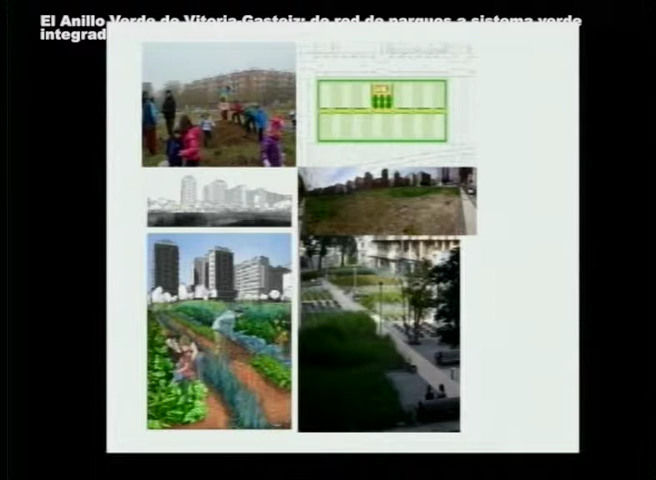 El Anillo Verde de Vitoria-Gasteiz: de red de parques a sistema verde
integrad